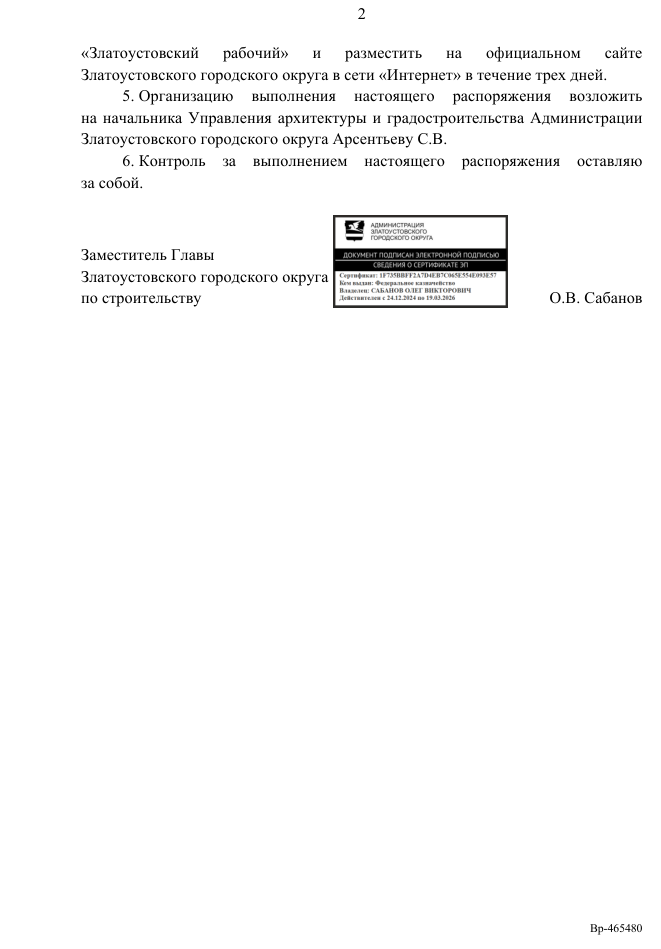 2
«Златоустовский рабочий» и разместить на официальном сайте
Златоустовского городского округа в сети «Интернет» в течение трех дней.
5. Организацию выполнения настоящего распоряжения возложить
на начальника Управления архитектуры и градостроительства Администрации
Златоустовского городского округа Арсентьеву С.В.
6. Контроль за выполнением настоящего распоряжения оставляю
за собой.
АДМИНИСТРАЦИЯ
ЗЛАТОУСТОВСКОГО
ГОРОДСКОГО ОКРУГА
ДОКУМЕНТ ПОДПИСАН ЭЛЕКТРОННОЙ ПОДПИСЬЮ
СВЕДЕНИЯ О СЕРТИФИКАТЕ ЭП
Сертификат: 1F735BBFF2A7D4EB7C065E554E093E57
Кем выдан: Федеральное казначейство
Владелец: САБАНОВ ОЛЕГ ВИКТОРОВИЧ
Действителен с 24.12.2024 по 19.03.2026
Заместитель Главы
Златоустовского городского округа
по строительству О.В. Сабанов
Вр-465480